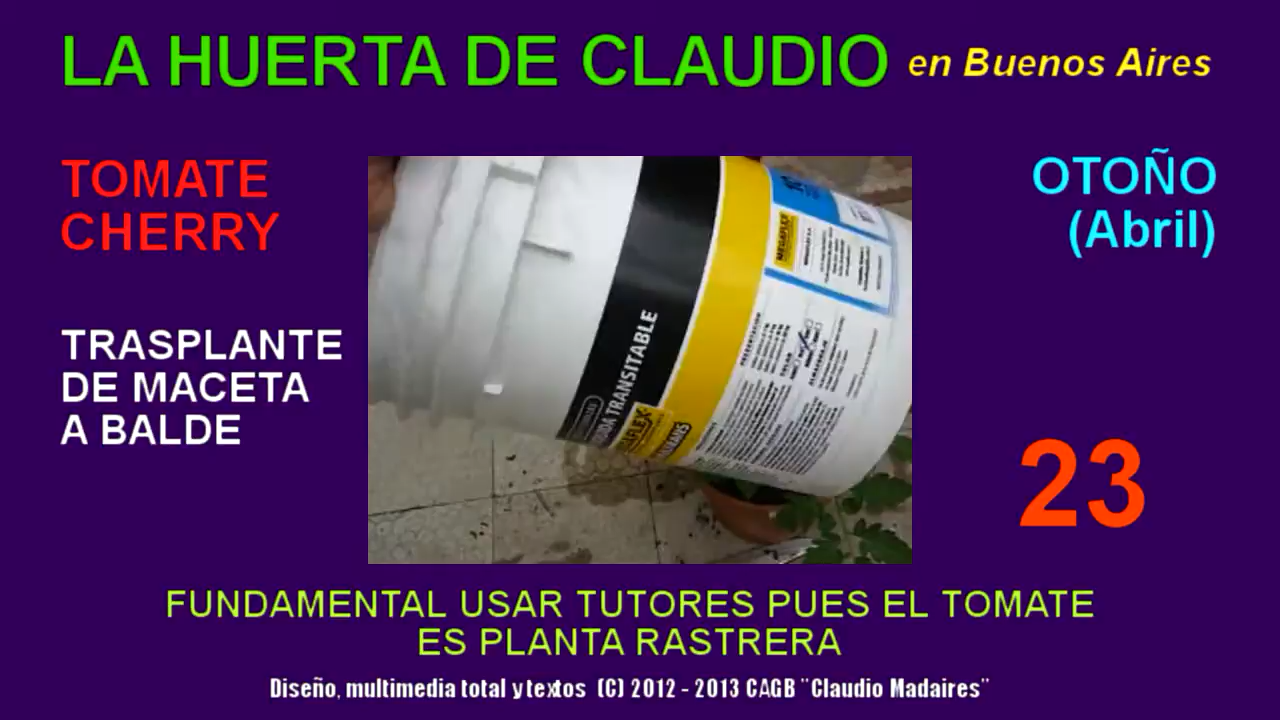 LA HUERTA DE CLAUDIO en Buenos Aires
TOMATE
CHERRY
OTOÑO
(Abril)
TRASPLANTE
DE MACETA
A BALDE
TRANSITABLE
MEGAFLEX
23
FUNDAMENTAL USAR TUTORES PUES EL TOMATE
ES PLANTA RASTRERA
Diseño, multimedia total y textos (C) 2012 - 2013 CAGB ¨Claudio Madaires¨